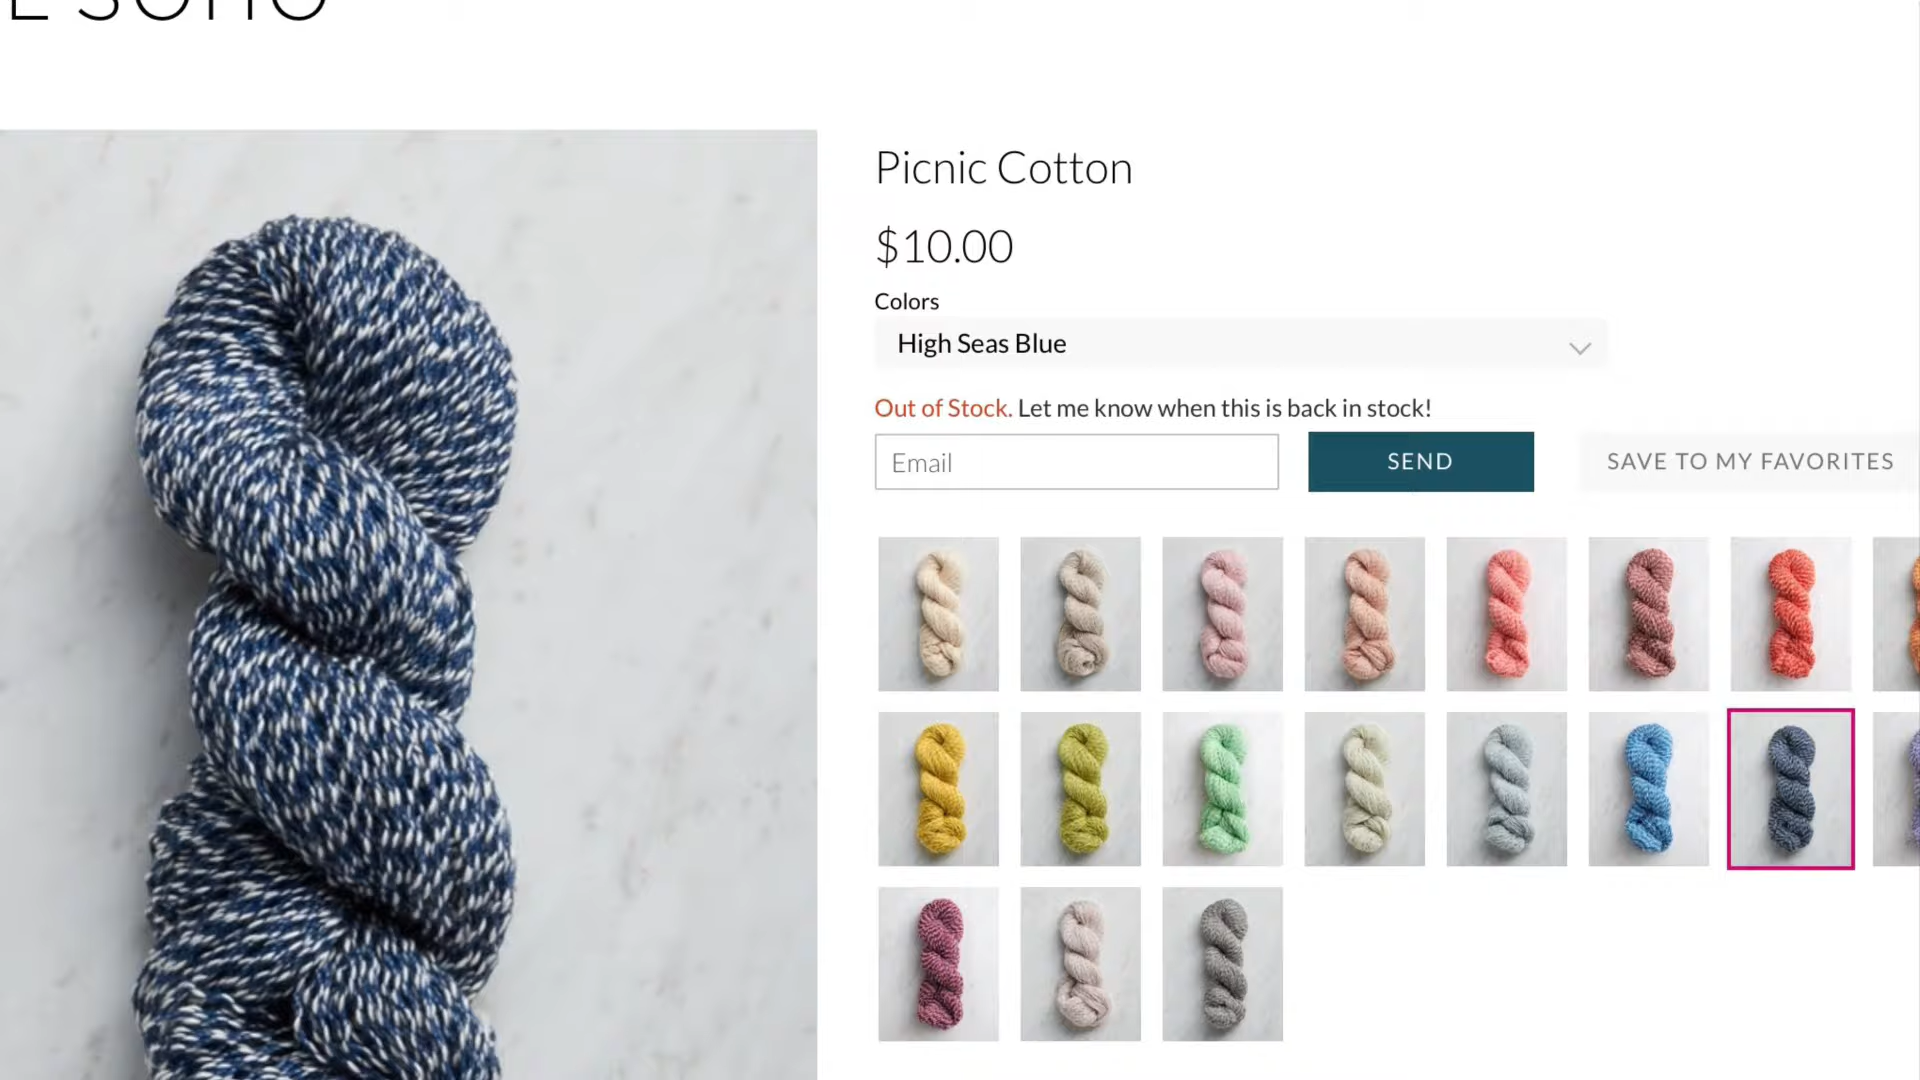 E SOHO
Picnic Cotton
$10.00
Colors
High Seas Blue
Out of Stock. Let me know when this is back in stock!
Email
SEND
SAVE TO MY FAVORITES